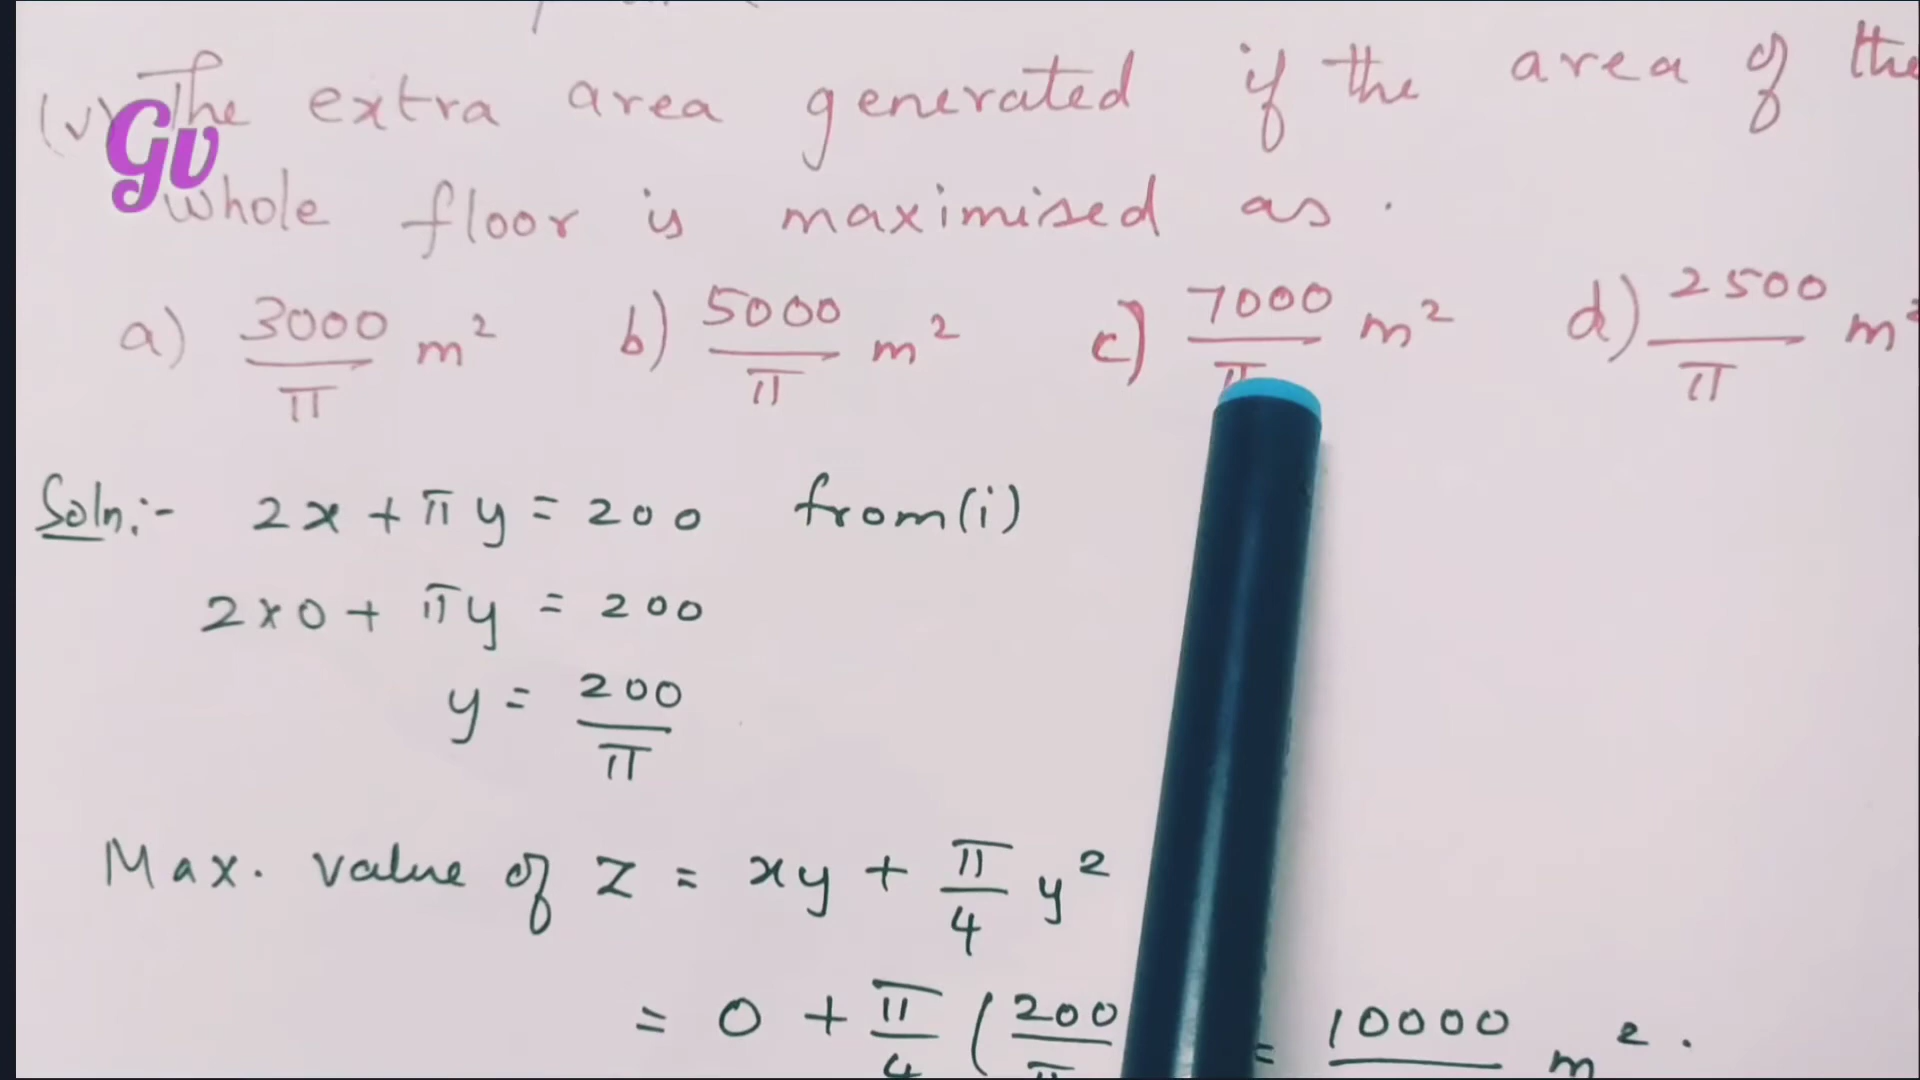 (v) The extra area generated if the area of the
Gv
whole floor is maximised as.
a) 3000/π m² b) 5000/π m² c) 7000/π m² d) 2500/π m²
Soln:- 2x + πy = 200 from (i)
2×0 + πy = 200
y = 200/π
Max. value of Z = xy + π/4 y²
= 0 + π/4 (200/π = 10000 m².